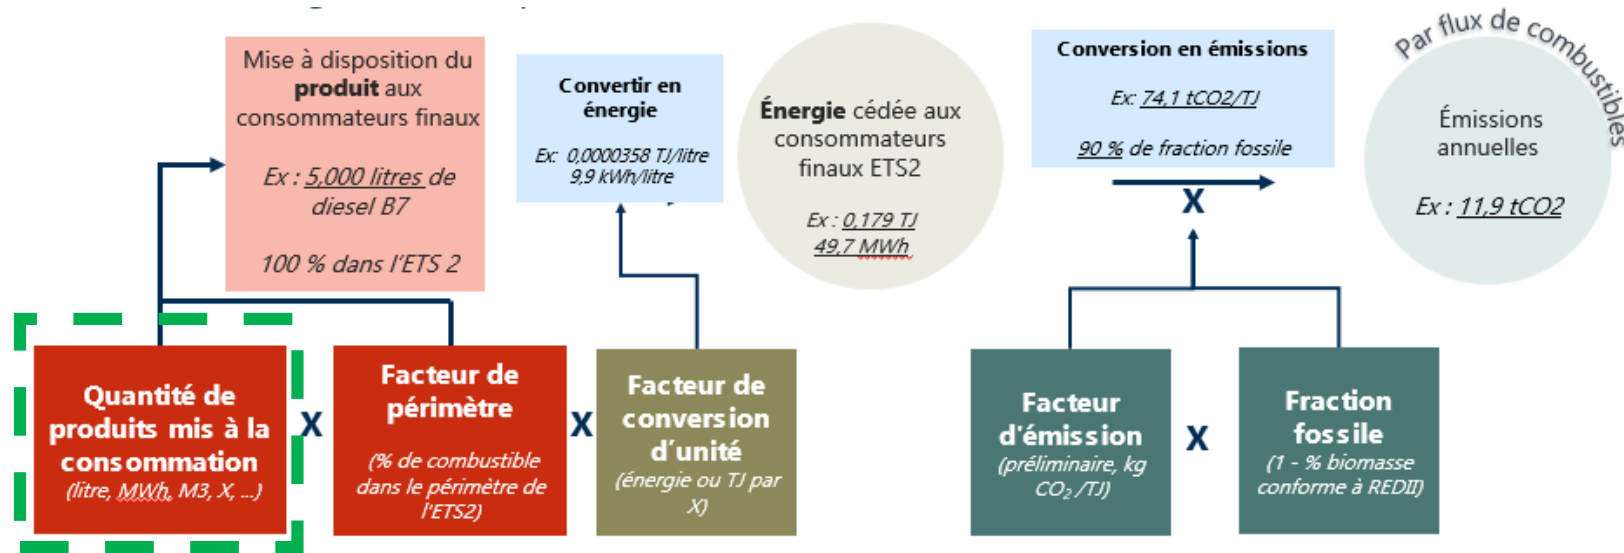 Mise à disposition du
produit aux
consommateurs finaux
Ex : 5,000 litres de
diesel B7
100 % dans l'ETS 2
Convertir en
énergie
Ex: 0,0000358 TJ/litre
9,9 kWh/litre
Énergie cédée aux
consommateurs
finaux ETS2
Ex : 0,179 TJ
49,7 MWh
Conversion en émissions
Ex: 74,1 tCO2/TJ
90 % de fraction fossile
X
Par flux de combustibles
Émissions
annuelles
Ex : 11,9 tCO2
Quantité de
produits mis à la
consommation
(litre, MWh, M3, X, ...)
X
Facteur de
périmètre
(% de combustible
dans le périmètre de
l'ETS2)
X
Facteur de
conversion
d'unité
(énergie ou TJ par
X)
Facteur
d'émission
(préliminaire, kg
CO₂ /TJ)
X
Fraction
fossile
(1 - % biomasse
conforme à REDII)